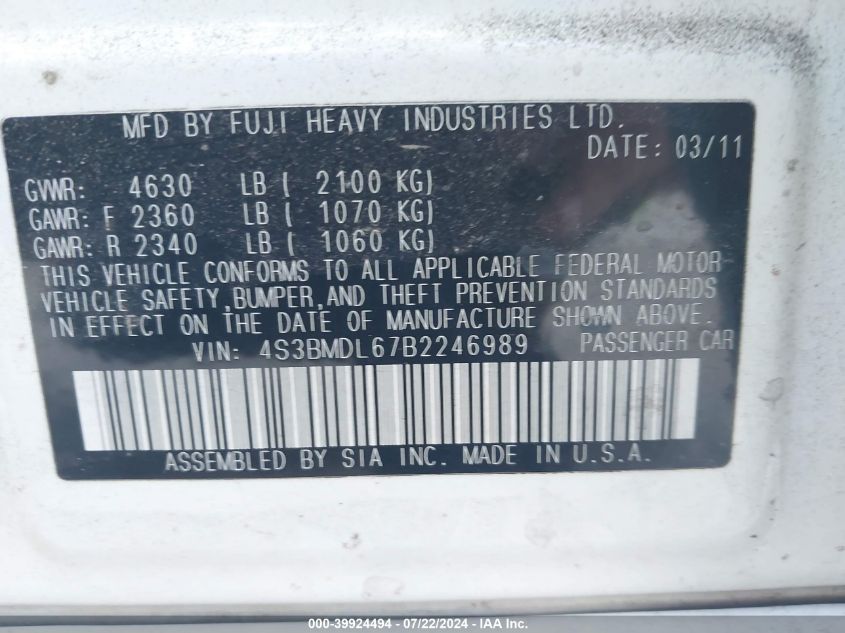 MFD BY FUJI HEAVY INDUSTRIES LTD.
DATE: 03/11
GVWR: 4630 LB ( 2100 KG)
GAWR: F 2360 LB ( 1070 KG)
GAWR: R 2340 LB ( 1060 KG)
THIS VEHICLE CONFORMS TO ALL APPLICABLE FEDERAL MOTOR
VEHICLE SAFETY,BUMPER,AND THEFT PREVENTION STANDARDS
IN EFFECT ON THE DATE OF MANUFACTURE SHOWN ABOVE.
VIN: 4S3BMDL67B2246989 PASSENGER CAR
ASSEMBLED BY SIA INC. MADE IN U.S.A.
000-39924494 - 07/22/2024 - IAA Inc.